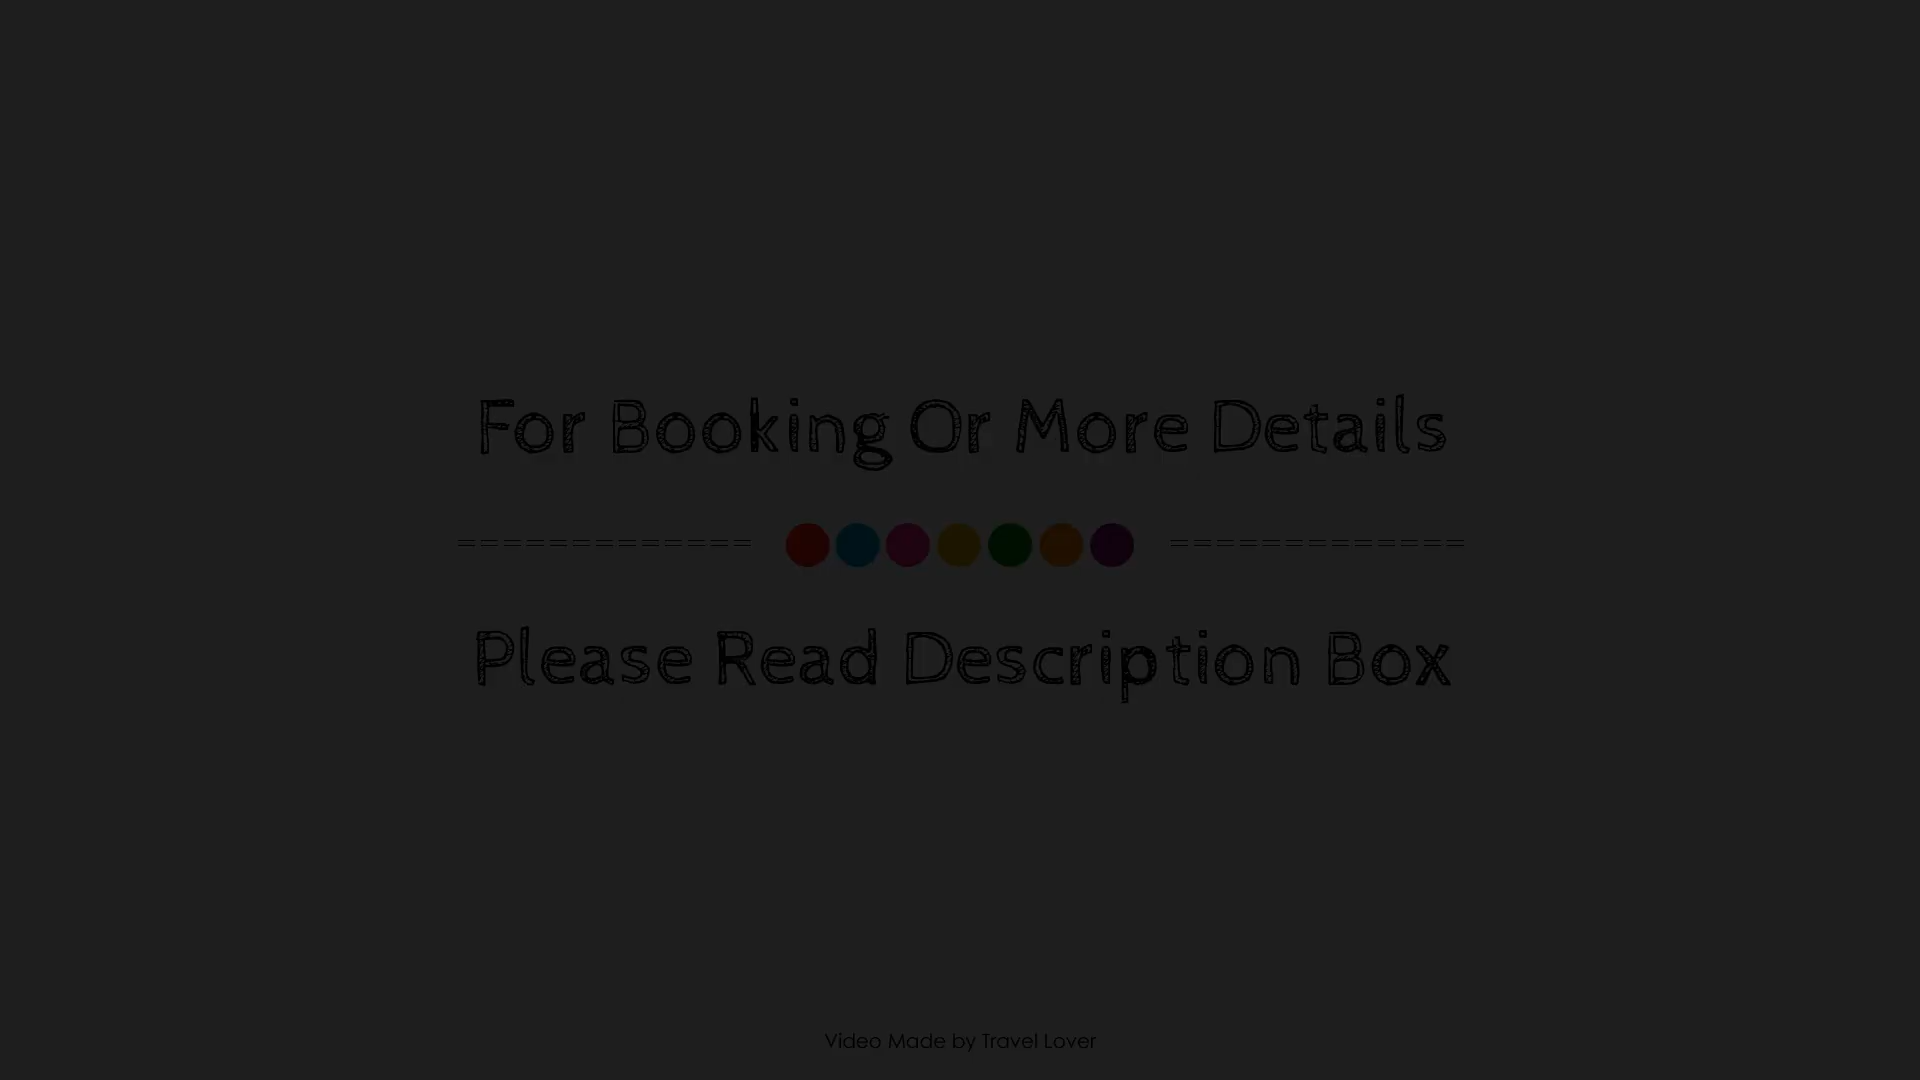 For Booking Or More Details
============= =============
Please Read Description Box
Video Made by Travel Lover